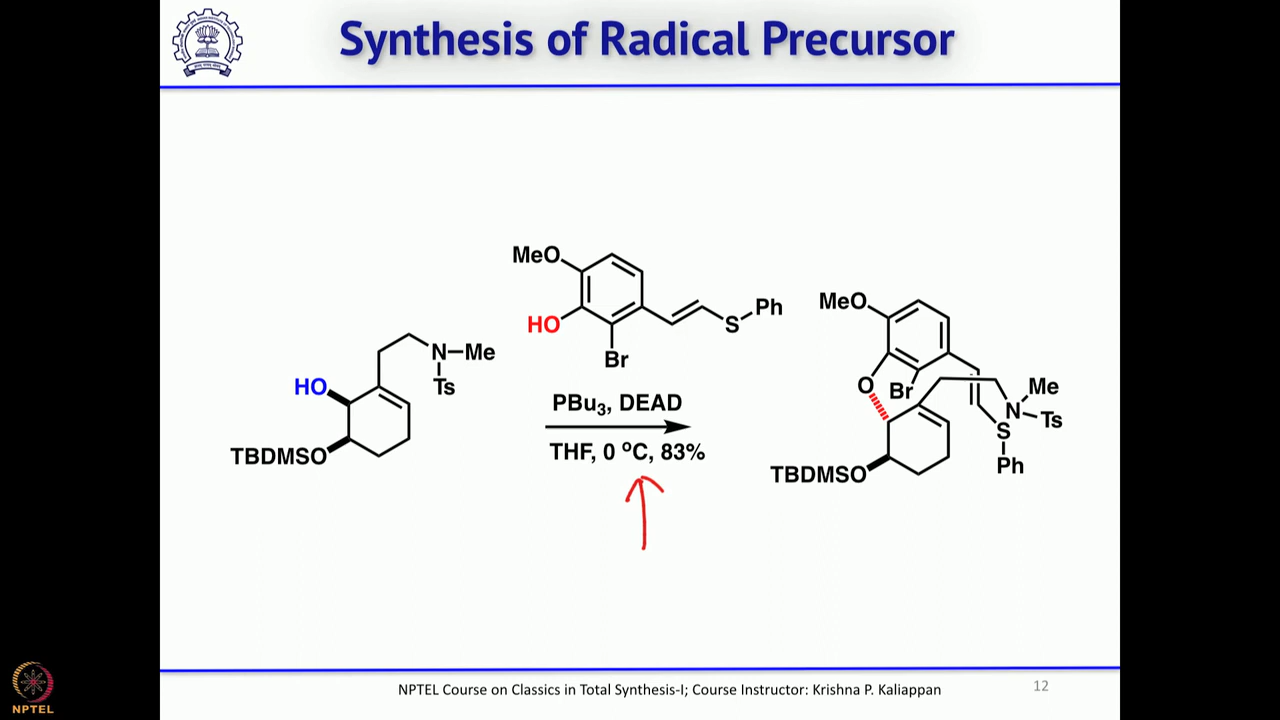 Synthesis of Radical Precursor
MeO
HO
Br
S
Ph
HO
N
Me
Ts
TBDMSO
PBu3, DEAD
THF, 0 oC, 83%
MeO
O
Br
Me
N
Ts
S
Ph
TBDMSO
NPTEL Course on Classics in Total Synthesis-I; Course Instructor: Krishna P. Kaliappan
12
NPTEL